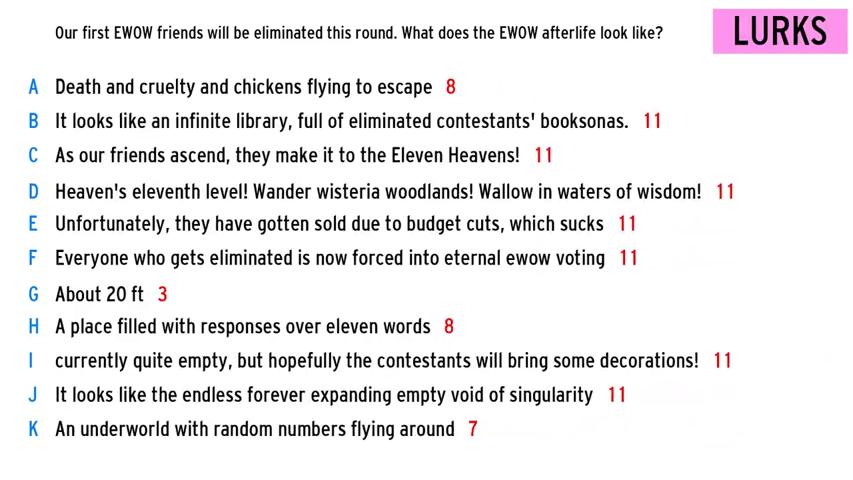 Our first EWOW friends will be eliminated this round. What does the EWOW afterlife look like?
LURKS
A Death and cruelty and chickens flying to escape 8
B It looks like an infinite library, full of eliminated contestants' booksonas. 11
C As our friends ascend, they make it to the Eleven Heavens! 11
D Heaven's eleventh level! Wander wisteria woodlands! Wallow in waters of wisdom! 11
E Unfortunately, they have gotten sold due to budget cuts, which sucks 11
F Everyone who gets eliminated is now forced into eternal ewow voting 11
G About 20 ft 3
H A place filled with responses over eleven words 8
I currently quite empty, but hopefully the contestants will bring some decorations! 11
J It looks like the endless forever expanding empty void of singularity 11
K An underworld with random numbers flying around 7